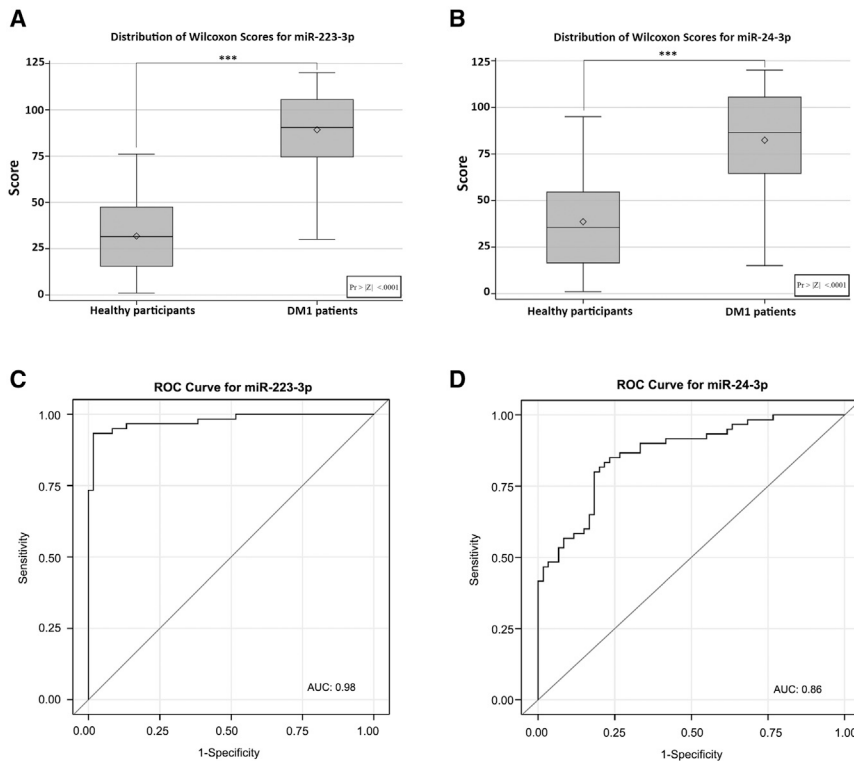 A
Distribution of Wilcoxon Scores for miR-223-3p
***
125
100
75
50
25
0
Score
Pr > |Z| <.0001
Healthy participants
DM1 patients
B
Distribution of Wilcoxon Scores for miR-24-3p
***
125
100
75
50
25
0
Score
Pr > |Z| <.0001
Healthy participants
DM1 patients
C
ROC Curve for miR-223-3p
1.00
0.75
0.50
0.25
0.00
Sensitivity
AUC: 0.98
0.00 0.25 0.50 0.75 1.00
1-Specificity
D
ROC Curve for miR-24-3p
1.00
0.75
0.50
0.25
0.00
Sensitivity
AUC: 0.86
0.00 0.25 0.50 0.75 1.00
1-Specificity